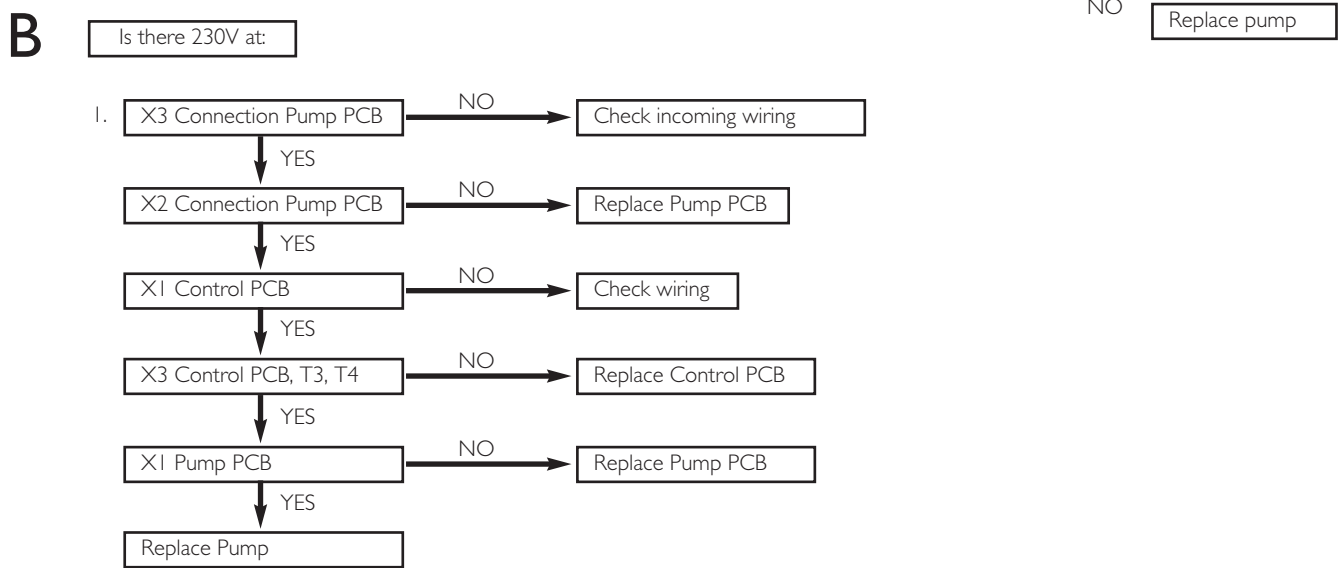 NO
Replace pump
B
Is there 230V at:
1. X3 Connection Pump PCB
NO
Check incoming wiring
YES
X2 Connection Pump PCB
NO
Replace Pump PCB
YES
X1 Control PCB
NO
Check wiring
YES
X3 Control PCB, T3, T4
NO
Replace Control PCB
YES
X1 Pump PCB
NO
Replace Pump PCB
YES
Replace Pump